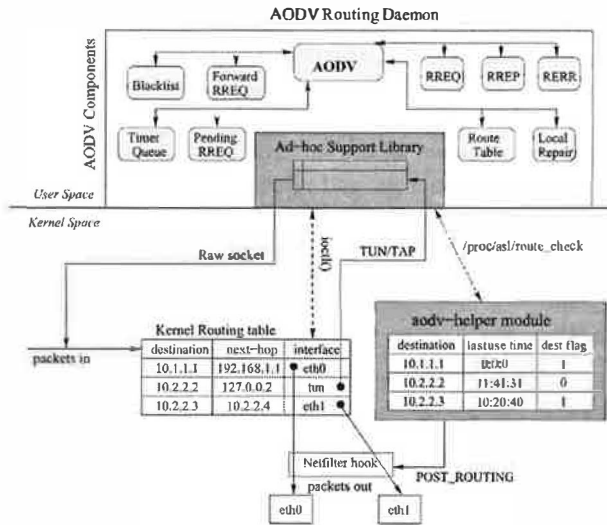 AODV Routing Daemon
AODV Components
AODV
Blacklist
Forward
RREQ
RREQ
RREP
RERR
Timer
Queue
Pending
RREQ
Route
Table
Local
Repair
Ad-hoc Support Library
User Space
Kernel Space
Raw socket
ioctl()
TUN/TAP
/proc/asl/route_check
packets in
Kernel Routing table
destination next-hop interface
10.1.1.1 192.168.1.1 eth0
10.2.2.2 127.0.0.2 tun
10.2.2.3 10.2.2.4 eth1
aodv-helper module
destination lastuse time dest flag
10.1.1.1 0:0:0 1
10.2.2.2 11:41:31 0
10.2.2.3 10:20:40 1
Netfilter hook
POST_ROUTING
packets out
eth0
eth1